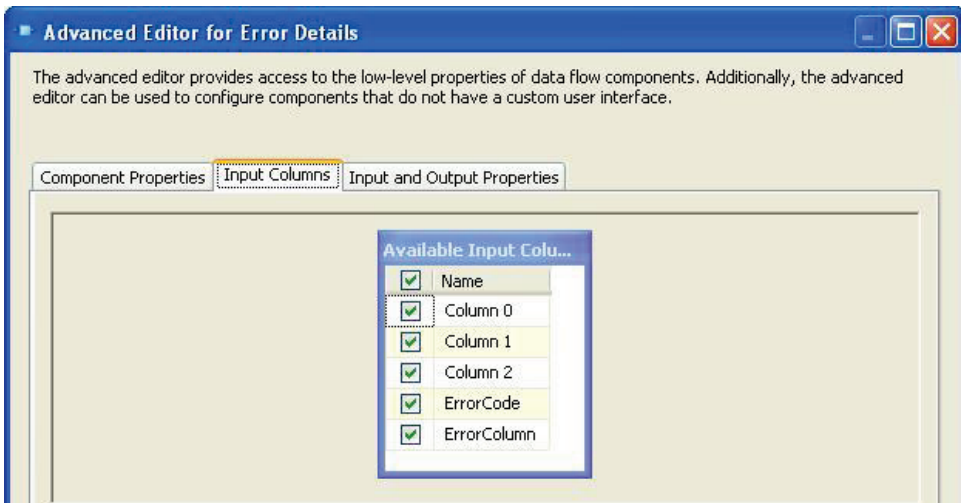 Advanced Editor for Error Details
The advanced editor provides access to the low-level properties of data flow components. Additionally, the advanced
editor can be used to configure components that do not have a custom user interface.
Component Properties Input Columns Input and Output Properties
Available Input Colu...
Name
Column 0
Column 1
Column 2
ErrorCode
ErrorColumn